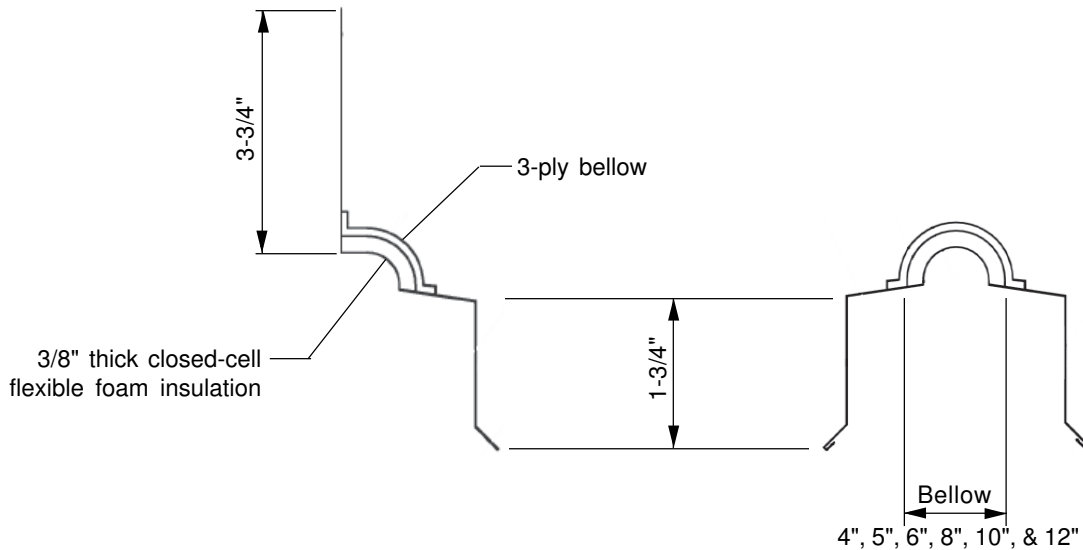 3-3/4"
3-ply bellow
3/8" thick closed-cell
flexible foam insulation
1-3/4"
Bellow
4", 5", 6", 8", 10", & 12"